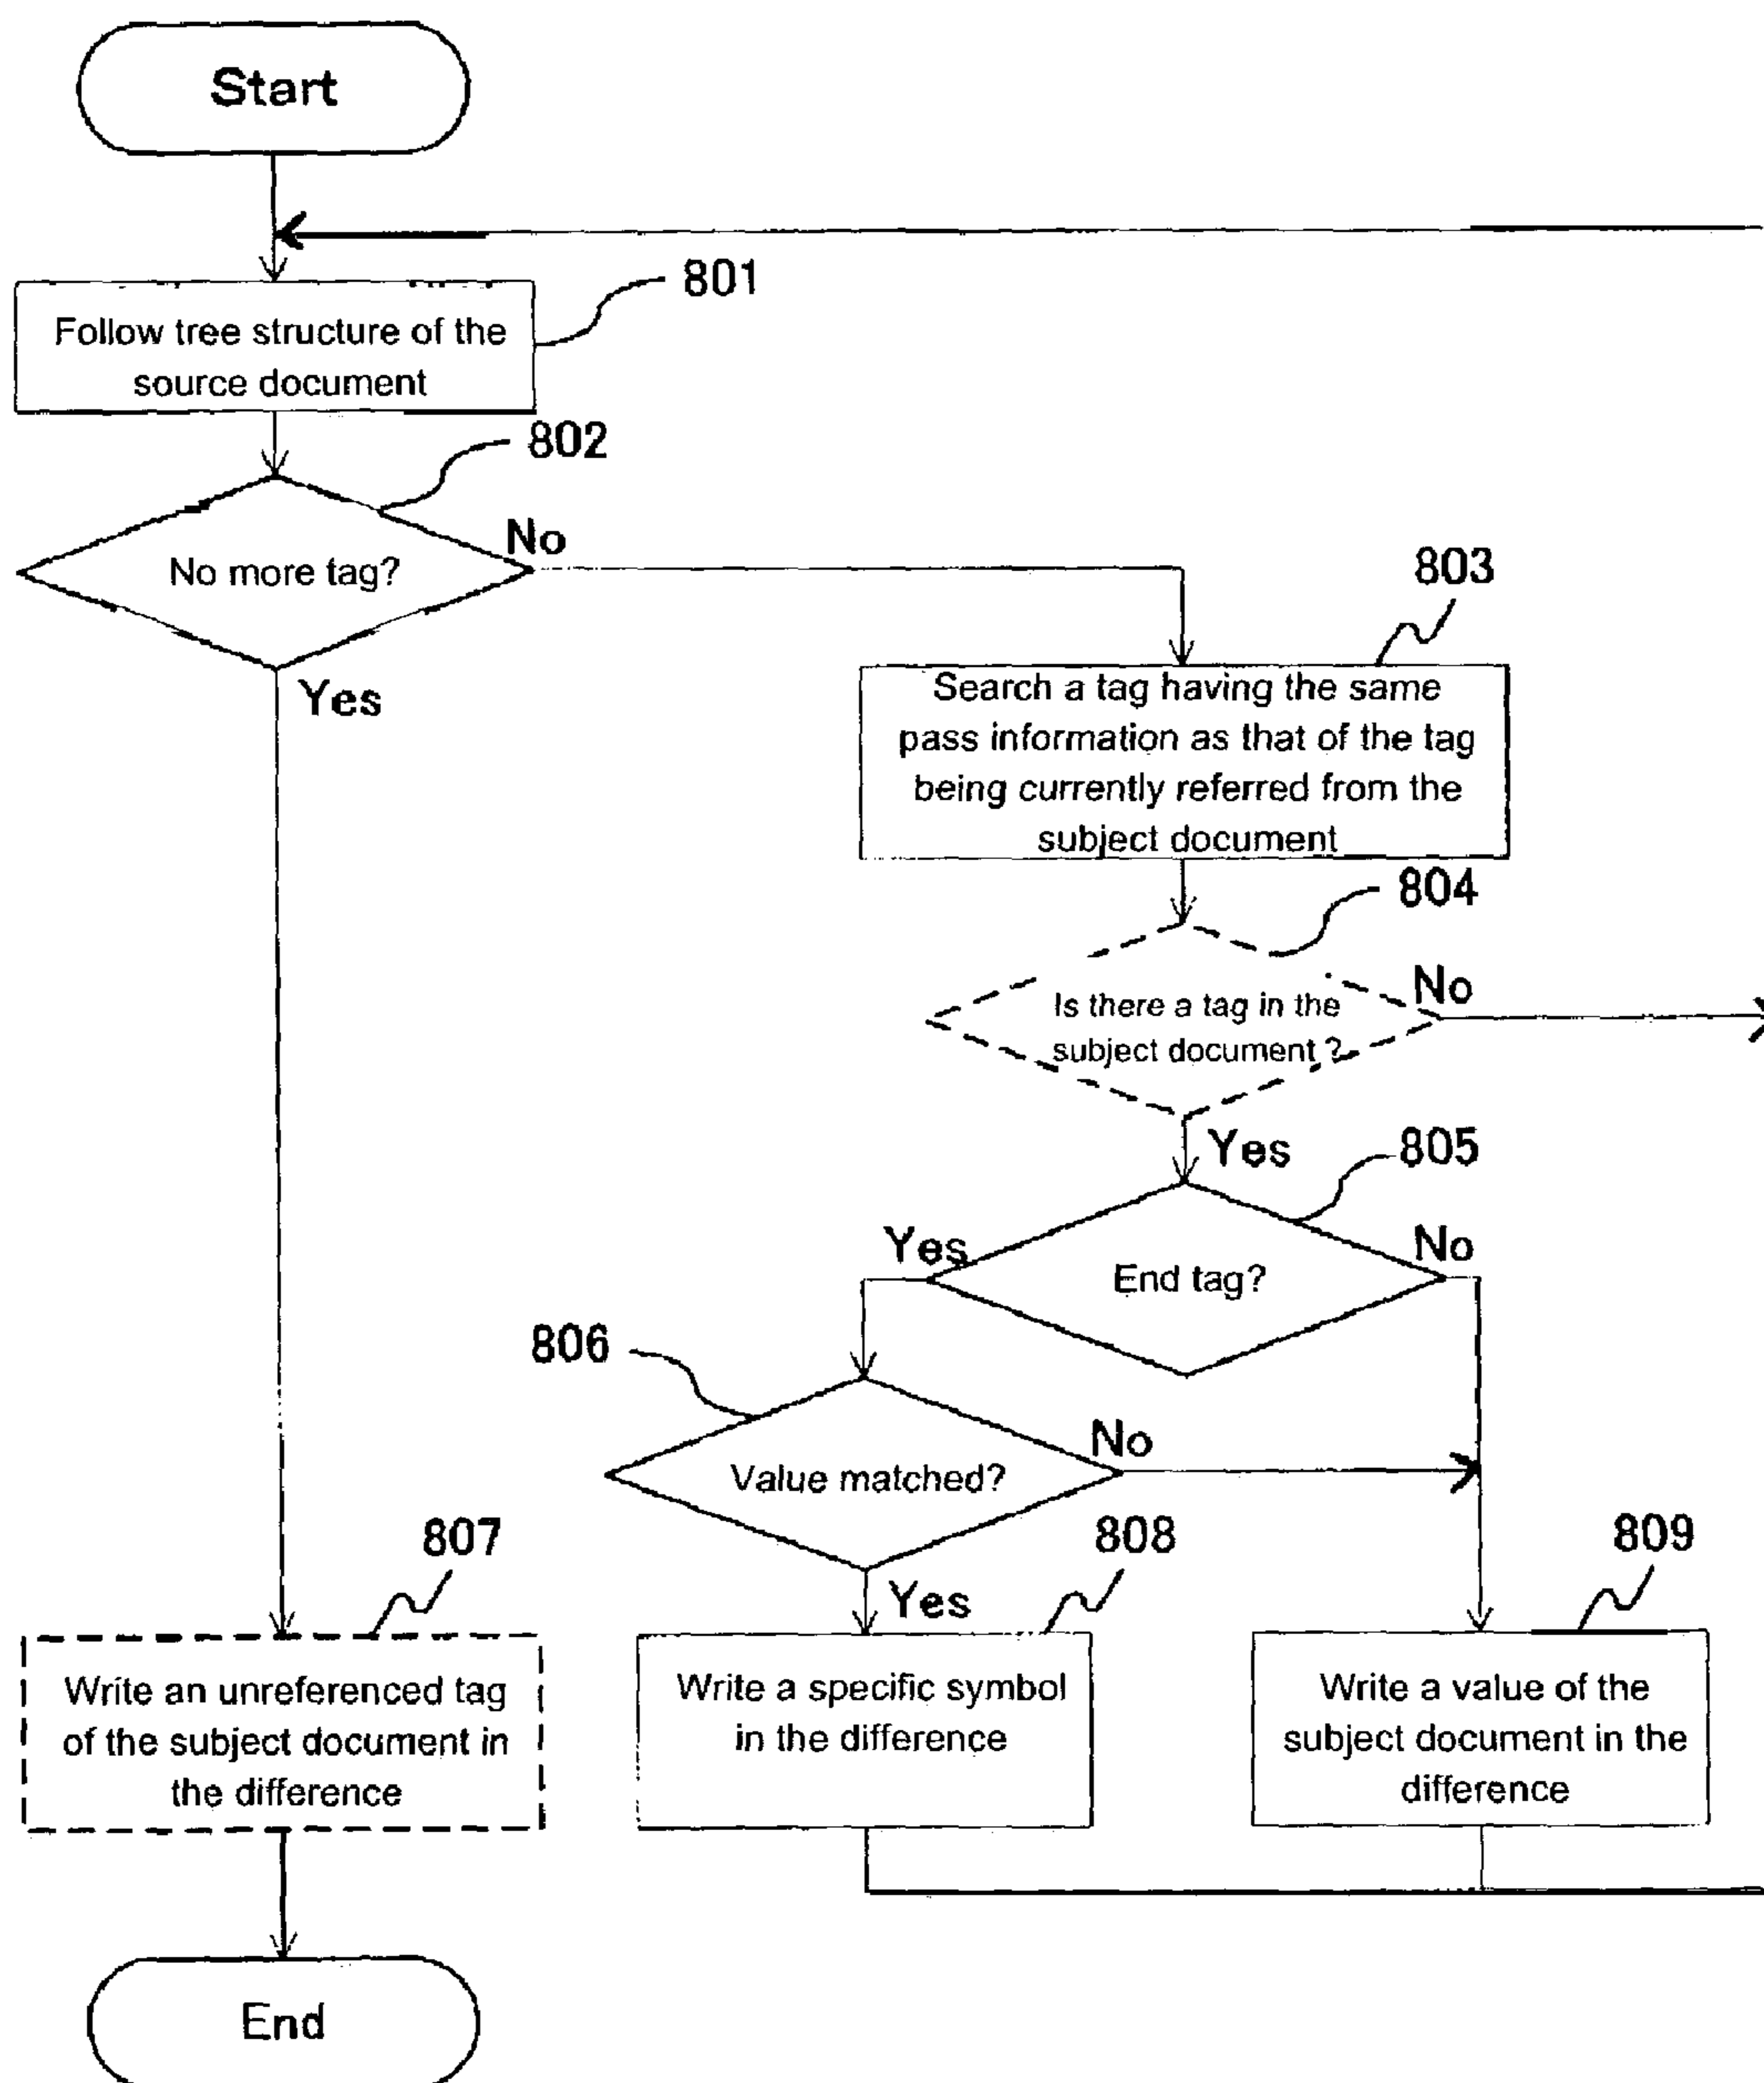 Start
801
Follow tree structure of the
source document
802
No more tag?
No
Yes
803
Search a tag having the same
pass information as that of the tag
being currently referred from the
subject document
804
Is there a tag in the
subject document ?
No
Yes
805
End tag?
Yes
No
806
Value matched?
No
Yes
807
Write an unreferenced tag
of the subject document in
the difference
808
Write a specific symbol
in the difference
809
Write a value of the
subject document in the
difference
End